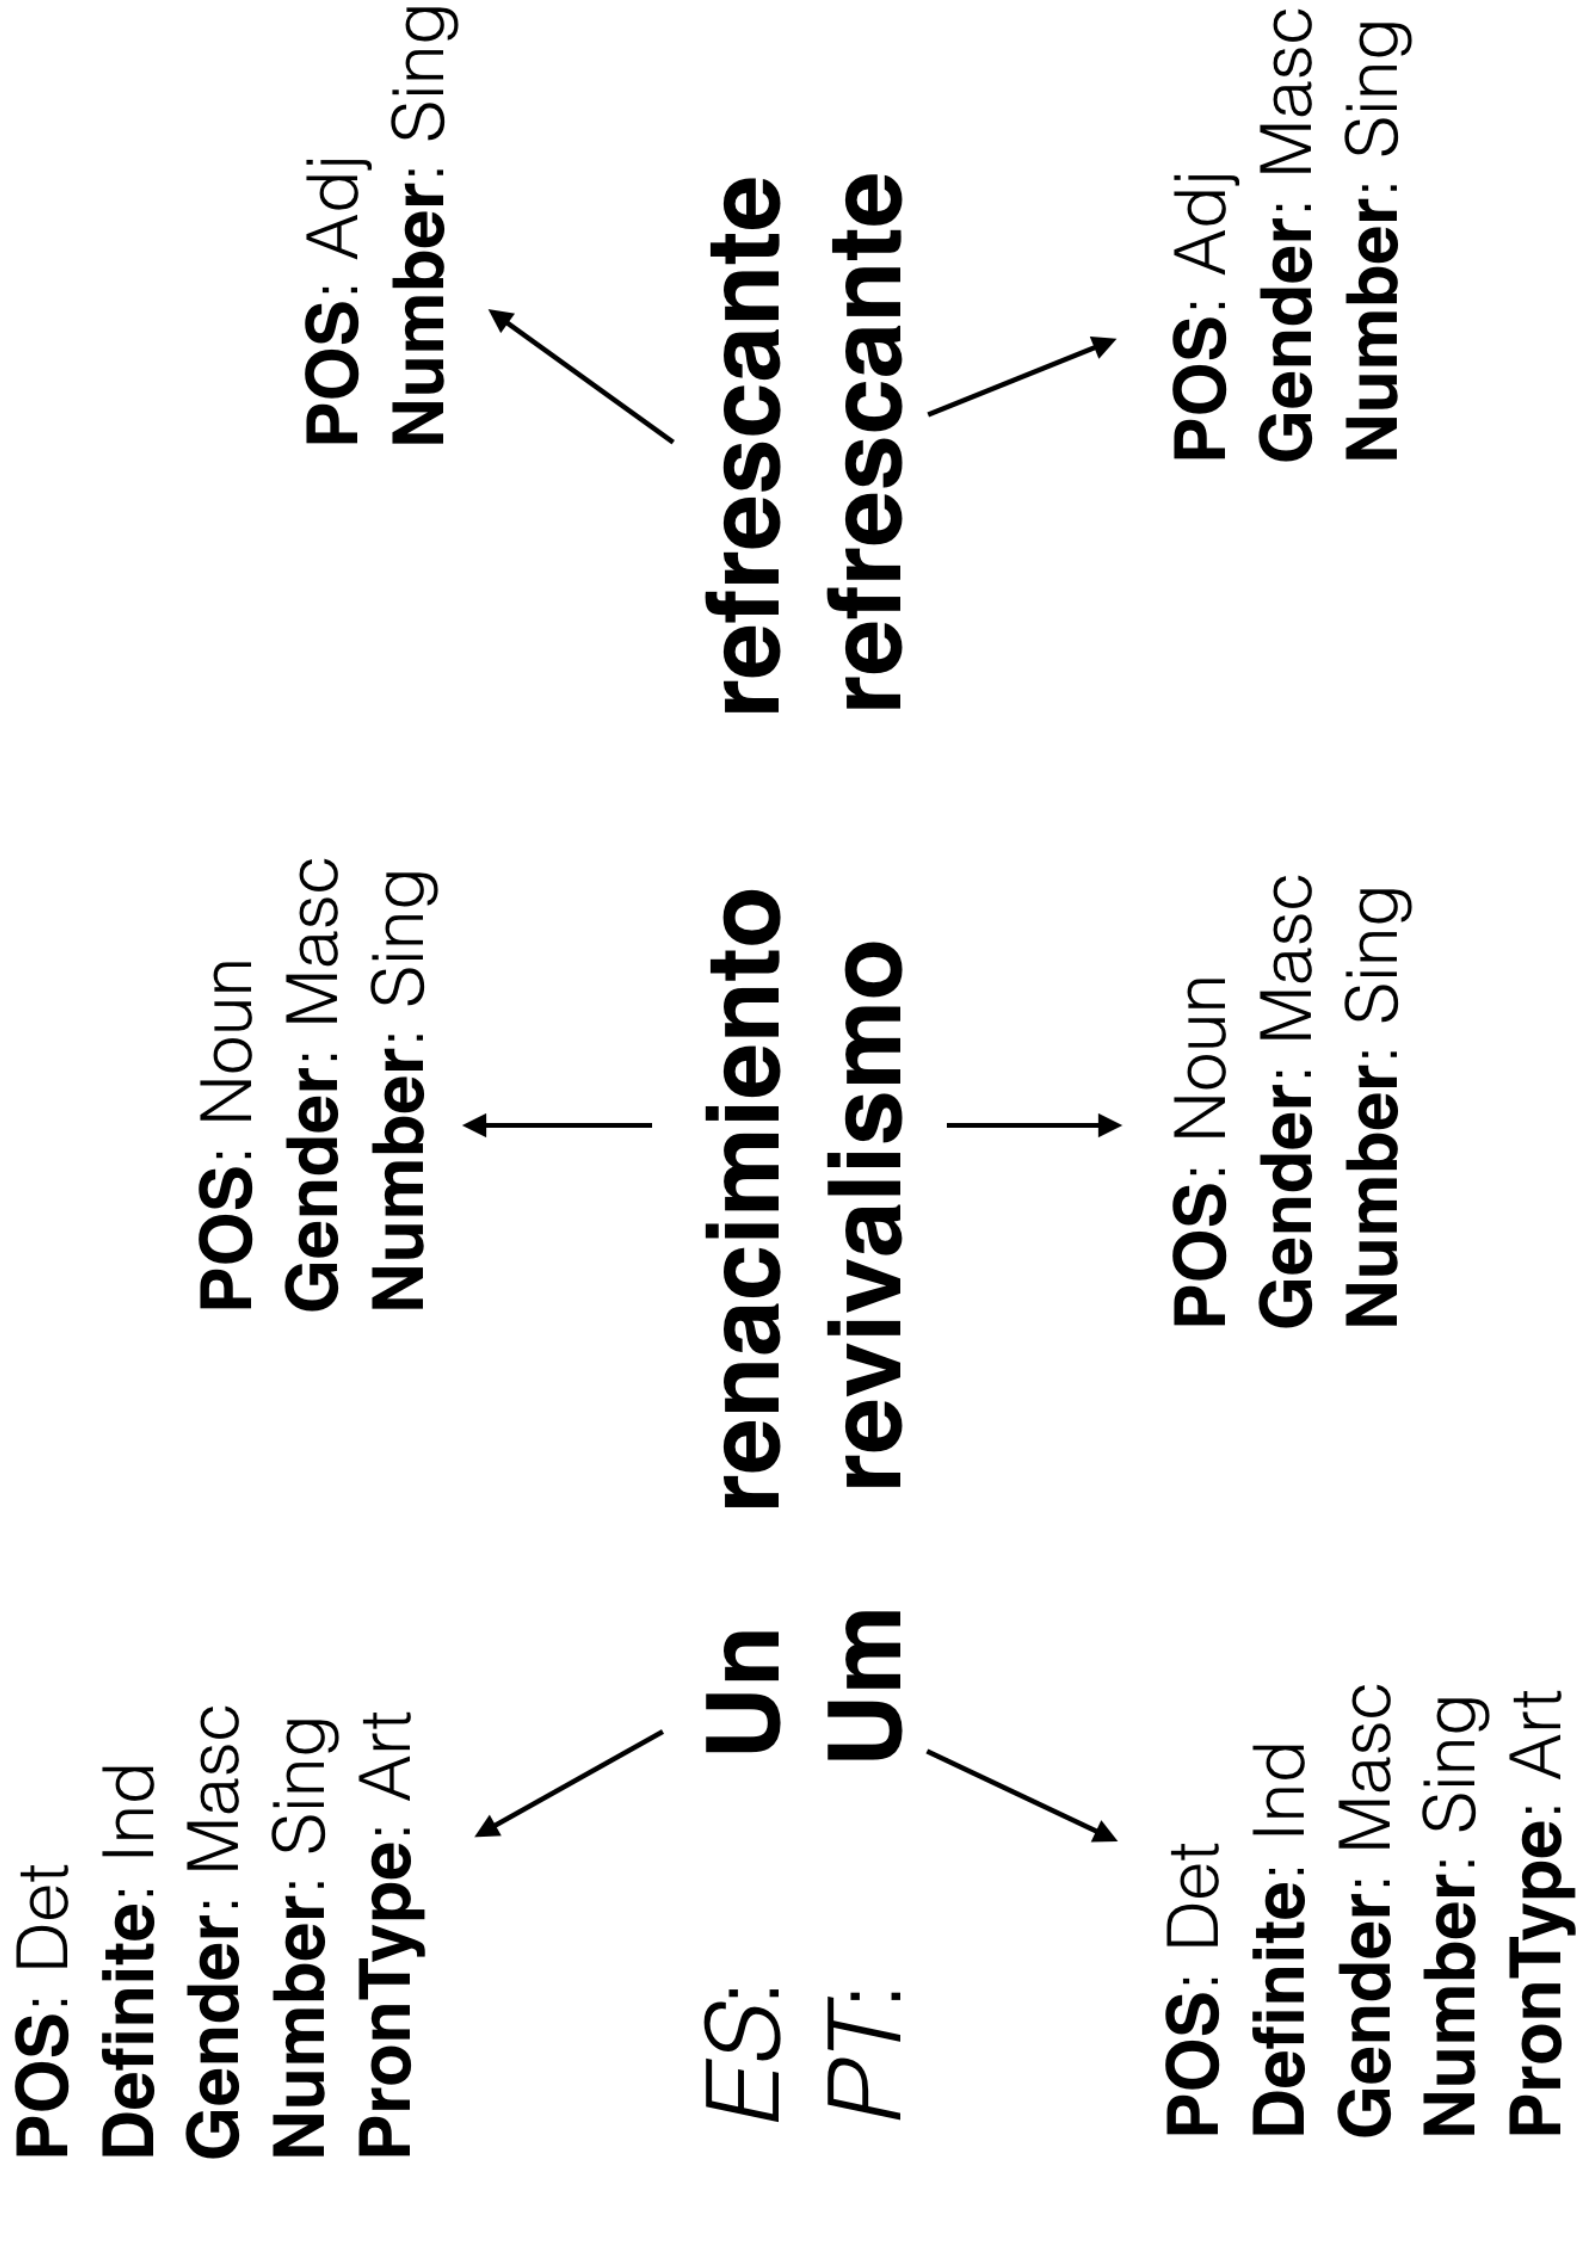 POS: Det
Definite: Ind
Gender: Masc
Number: Sing
PronType: Art
POS: Noun
Gender: Masc
Number: Sing
POS: Adj
Number: Sing
ES: Un renacimiento refrescante
PT: Um revivalismo refrescante
POS: Det
Definite: Ind
Gender: Masc
Number: Sing
PronType: Art
POS: Noun
Gender: Masc
Number: Sing
POS: Adj
Gender: Masc
Number: Sing